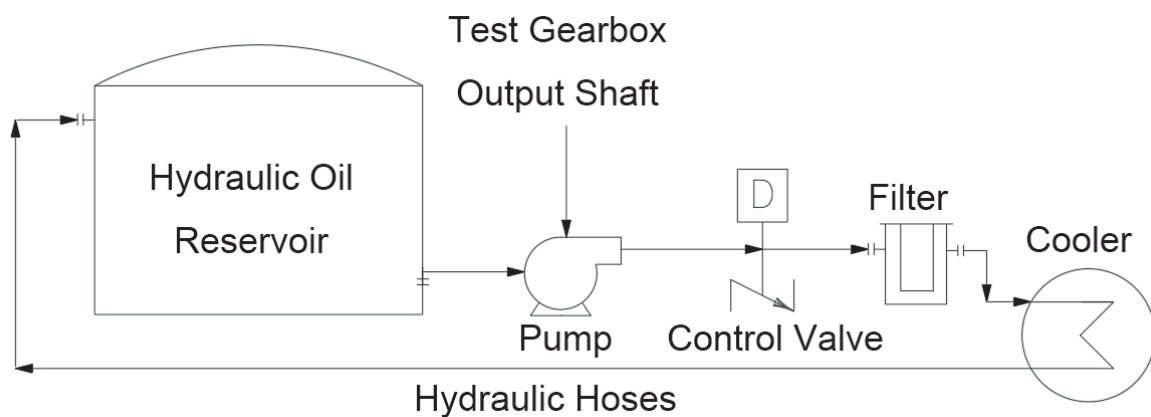 Test Gearbox
Output Shaft
Hydraulic Oil
Reservoir
D
Filter
Cooler
Pump
Control Valve
Hydraulic Hoses